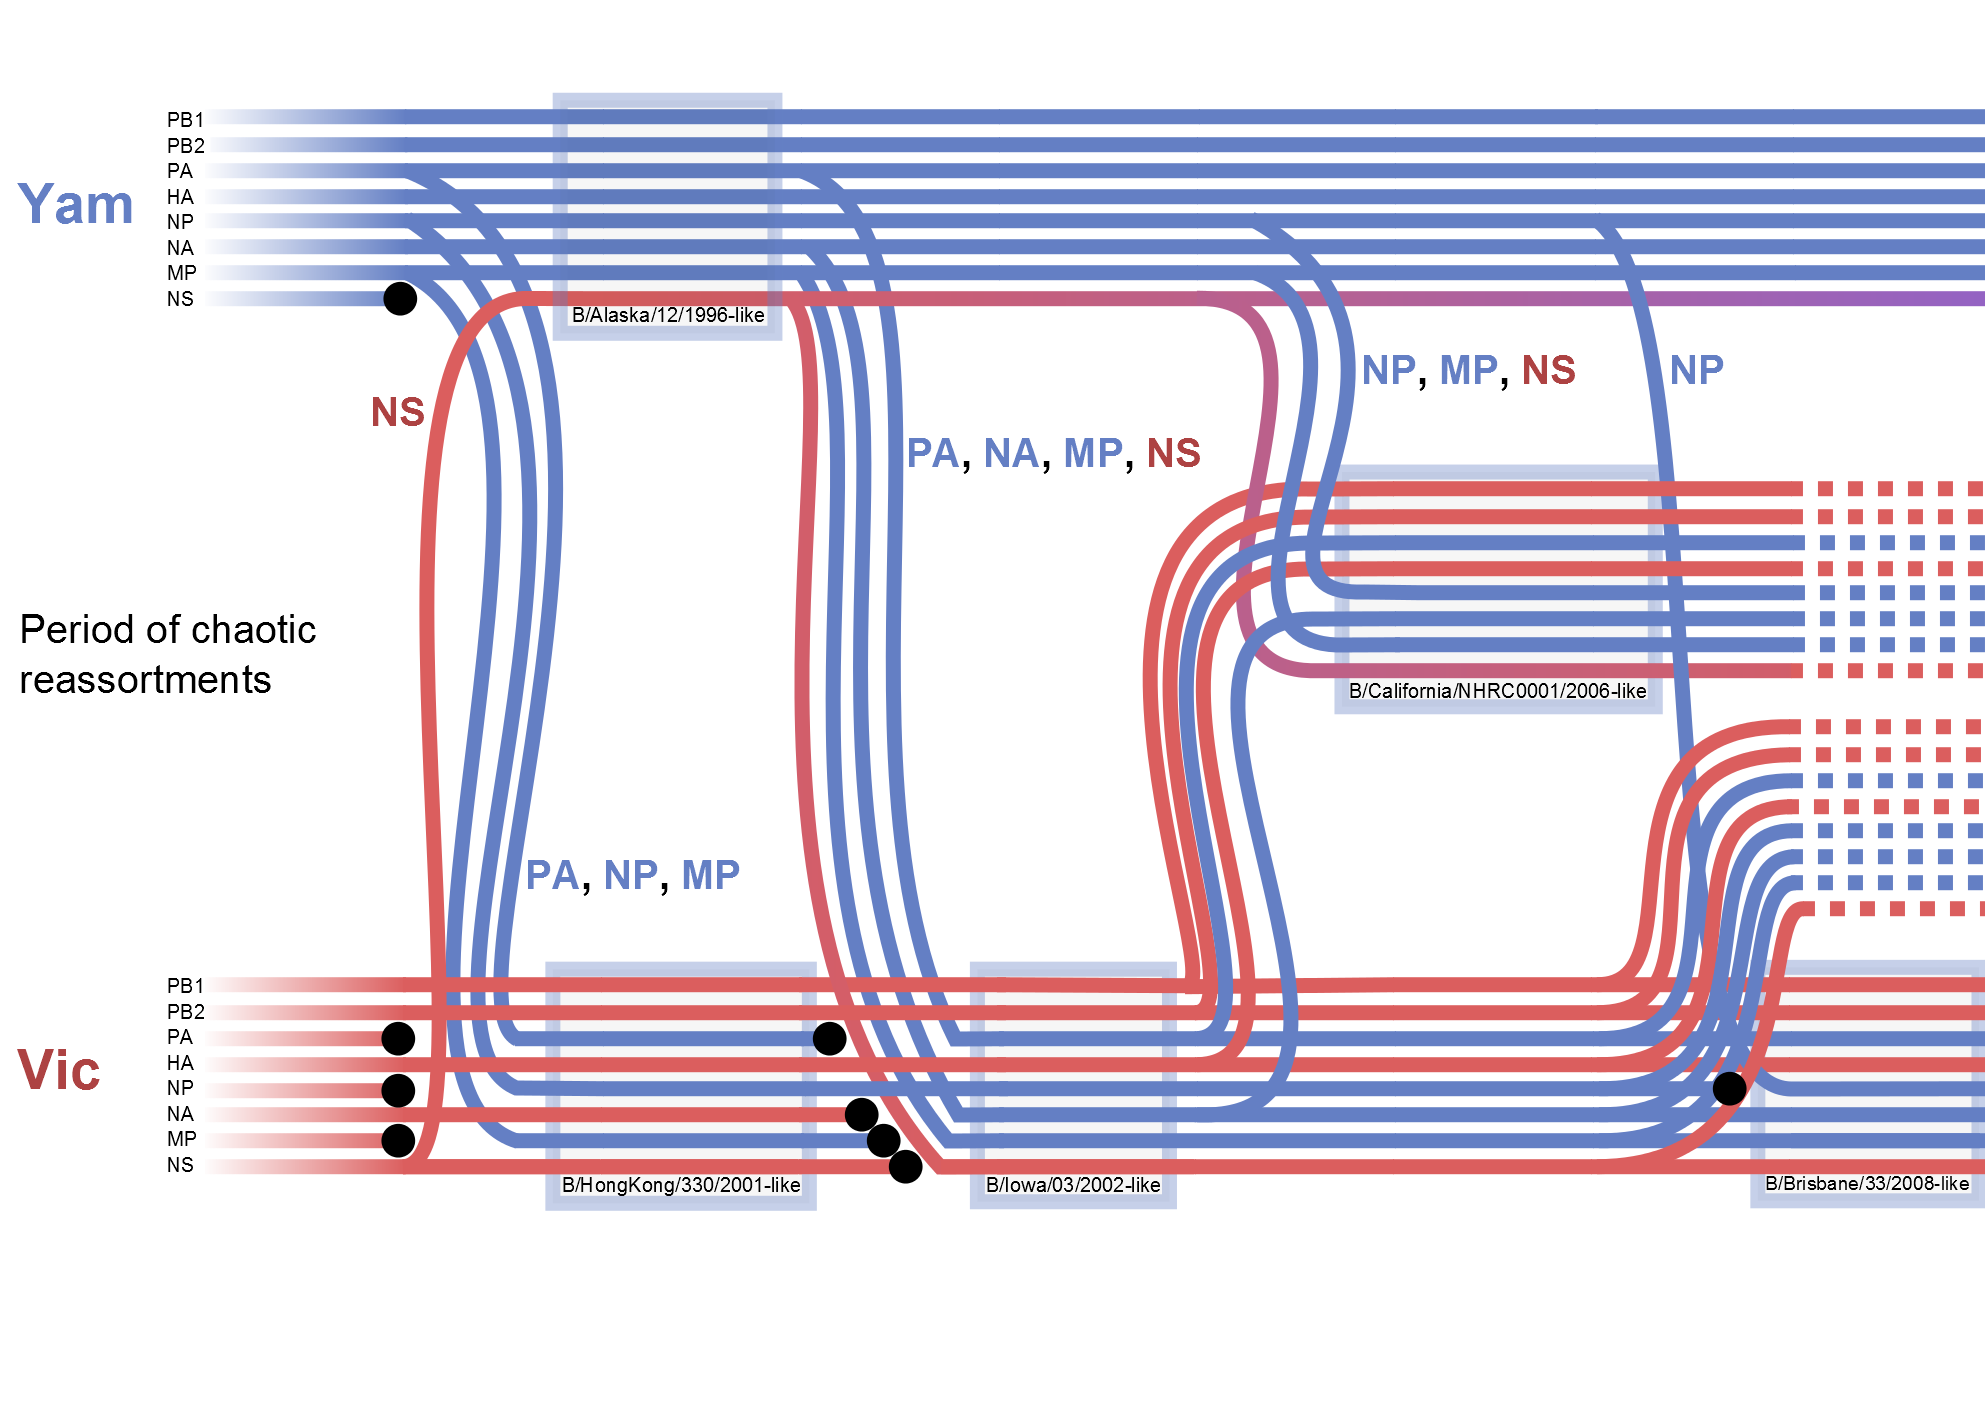 PB1
PB2
PA
HA
NP
NA
MP
NS
Yam
B/Alaska/12/1996-like
NS
NP, MP, NS
NP
PA, NA, MP, NS
Period of chaotic
reassortments
B/California/NHRC0001/2006-like
PA, NP, MP
PB1
PB2
PA
HA
NP
NA
MP
NS
Vic
B/HongKong/330/2001-like
B/Iowa/03/2002-like
B/Brisbane/33/2008-like